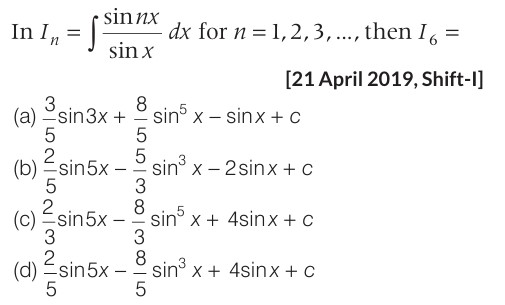 In I_n = ∫ sin nx / sin x dx for n = 1, 2, 3, ..., then I_6 =
[21 April 2019, Shift-I]
(a) 3/5 sin3x + 8/5 sin^5 x – sinx + c
(b) 2/5 sin5x – 5/3 sin^3 x – 2 sinx + c
(c) 2/3 sin5x – 8/3 sin^5 x + 4sinx + c
(d) 2/5 sin5x – 8/5 sin^3 x + 4sinx + c